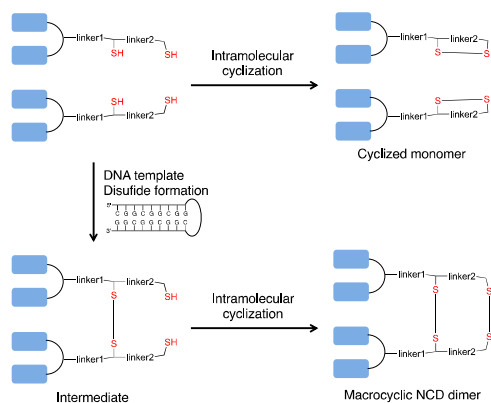 linker1
linker2
SH
SH
SH
SH
linker1
linker2
Intramolecular
cyclization
linker1
linker2
S
S
S
S
linker1
linker2
Cyclized monomer
DNA template
Disufide formation
5'
3'
linker1
linker2
S
SH
S
SH
linker1
linker2
Intermediate
Intramolecular
cyclization
linker1
linker2
S
S
S
S
linker1
linker2
Macrocyclic NCD dimer